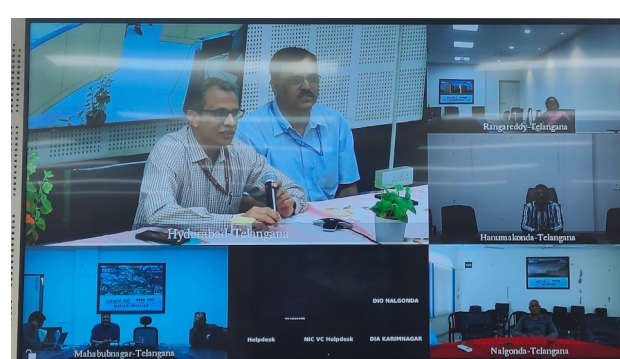 Rangareddy-Telangana
Hyderabad-Telangana
Hanumakonda-Telangana
DIO NALGONDA
Helpdesk
NIC VC Helpdesk
DIA KARIMNAGAR
Mahabubnagar-Telangana
Nalgonda-Telangana